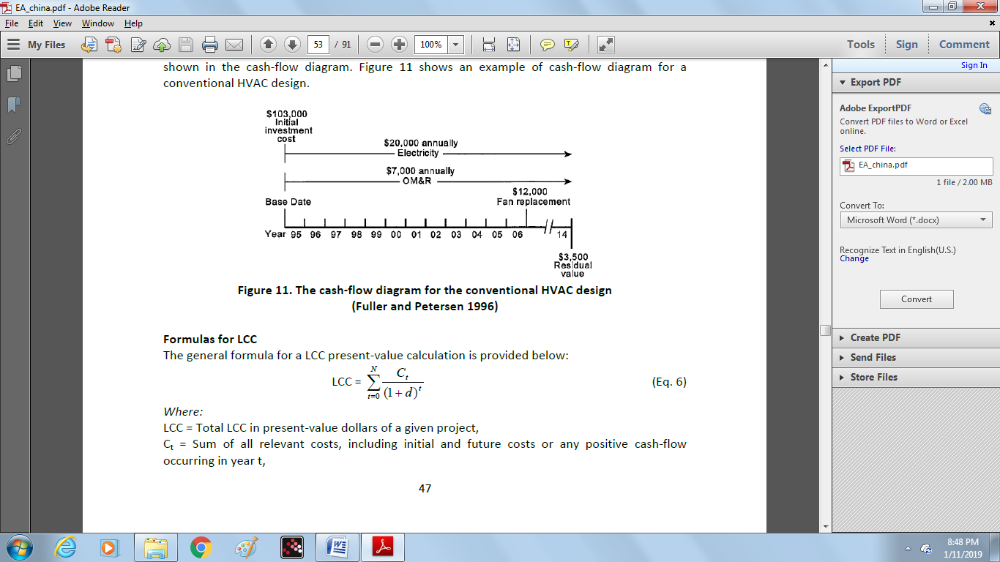 EA_china.pdf - Adobe Reader
File Edit View Window Help
My Files 53 / 91 100% Tools Sign Comment
Sign In
shown in the cash-flow diagram. Figure 11 shows an example of cash-flow diagram for a
conventional HVAC design.
$103,000
Initial
investment
cost
$20,000 annually
Electricity
$7,000 annually
OM&R
$12,000
Fan replacement
Base Date
Year 95 96 97 98 99 00 01 02 03 04 05 06 14
$3,500
Residual
value
Figure 11. The cash-flow diagram for the conventional HVAC design
(Fuller and Petersen 1996)
Formulas for LCC
The general formula for a LCC present-value calculation is provided below:
LCC = N ∑ t=0 Ct / (1 + d)^t (Eq. 6)
Where:
LCC = Total LCC in present-value dollars of a given project,
Ct = Sum of all relevant costs, including initial and future costs or any positive cash-flow
occurring in year t,
47
Export PDF
Adobe ExportPDF
Convert PDF files to Word or Excel
online.
Select PDF File:
EA_china.pdf
1 file / 2.00 MB
Convert To:
Microsoft Word (*.docx)
Recognize Text in English(U.S.)
Change
Convert
Create PDF
Send Files
Store Files
8:48 PM
1/11/2019